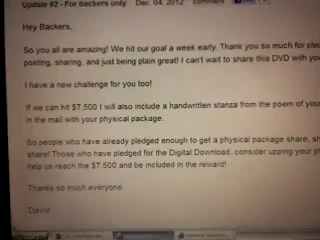 Update #2 - For backers only Dec. 04, 2012 comment
Hey Backers,
So you all are amazing! We hit our goal a week early. Thank you so much for
posting, sharing, and just being plain great! I can't wait to share this DVD with
I have a new challenge for you too!
If we can hit $7,500 I will also include a handwritten stanza from the poem of your
in the mail with your physical package.
So people who have already pledged enough to get a physical package share,
share! Those who have pledged for the Digital Download, consider upping your
help us reach the $7,500 and be included in the reward!
Thanks so much everyone
David